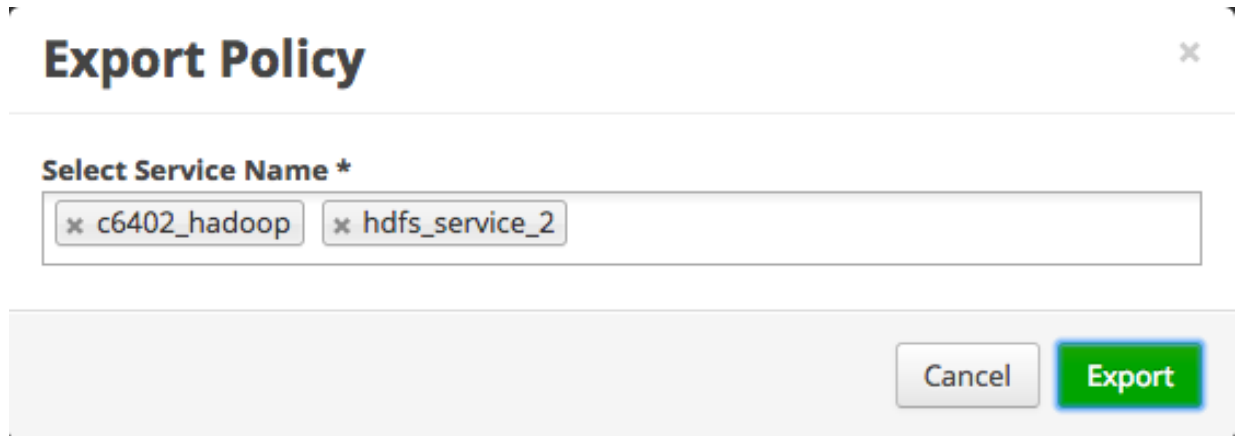 Export Policy ×
Select Service Name *
× c6402_hadoop × hdfs_service_2
Cancel Export